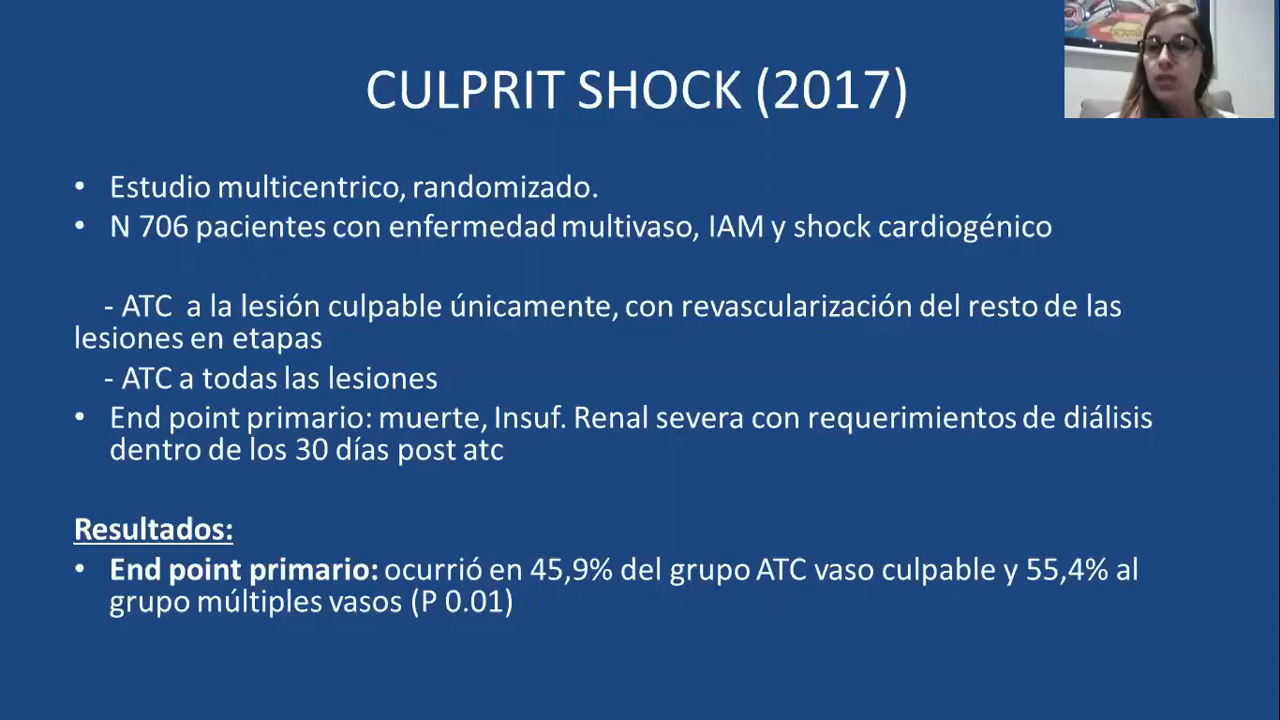 CULPRIT SHOCK (2017)
• Estudio multicentrico, randomizado.
• N 706 pacientes con enfermedad multivaso, IAM y shock cardiogénico
- ATC a la lesión culpable únicamente, con revascularización del resto de las
lesiones en etapas
- ATC a todas las lesiones
• End point primario: muerte, Insuf. Renal severa con requerimientos de diálisis
dentro de los 30 días post atc
Resultados:
• End point primario: ocurrió en 45,9% del grupo ATC vaso culpable y 55,4% al
grupo múltiples vasos (P 0.01)